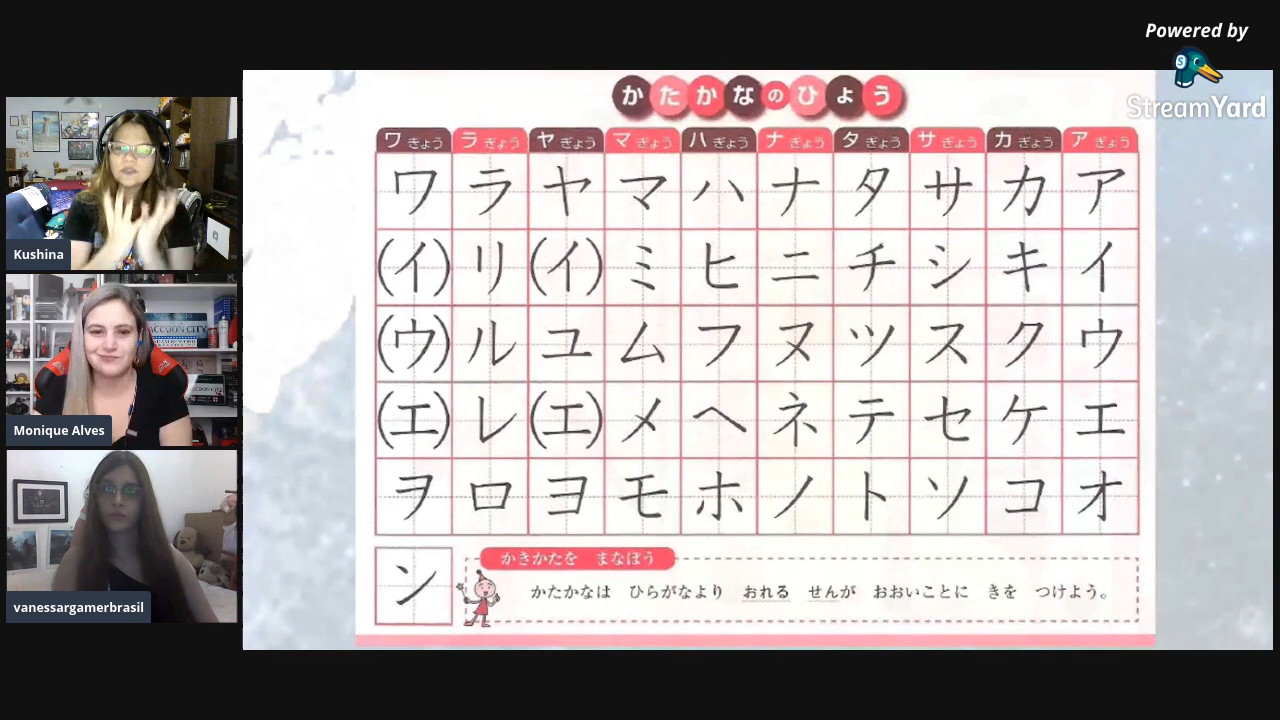 Powered by
StreamYard
かたかなのひょう
ワぎょう ラぎょう ヤぎょう マぎょう ハぎょう ナぎょう タぎょう サぎょう カぎょう アぎょう
ワ ラ ヤ マ ハ ナ タ サ カ ア
(イ) リ (イ) ミ ヒ ニ チ シ キ イ
(ウ) ル ユ ム フ ヌ ツ ス ク ウ
(エ) レ (エ) メ ヘ ネ テ セ ケ エ
ヲ ロ ヨ モ ホ ノ ト ソ コ オ
ン
かきかたを まなぼう
かたかなは ひらがなより おれる せんが おおいことに きを つけよう。
Kushina
RACCOON CITY
Monique Alves
vanessargamerbrasil